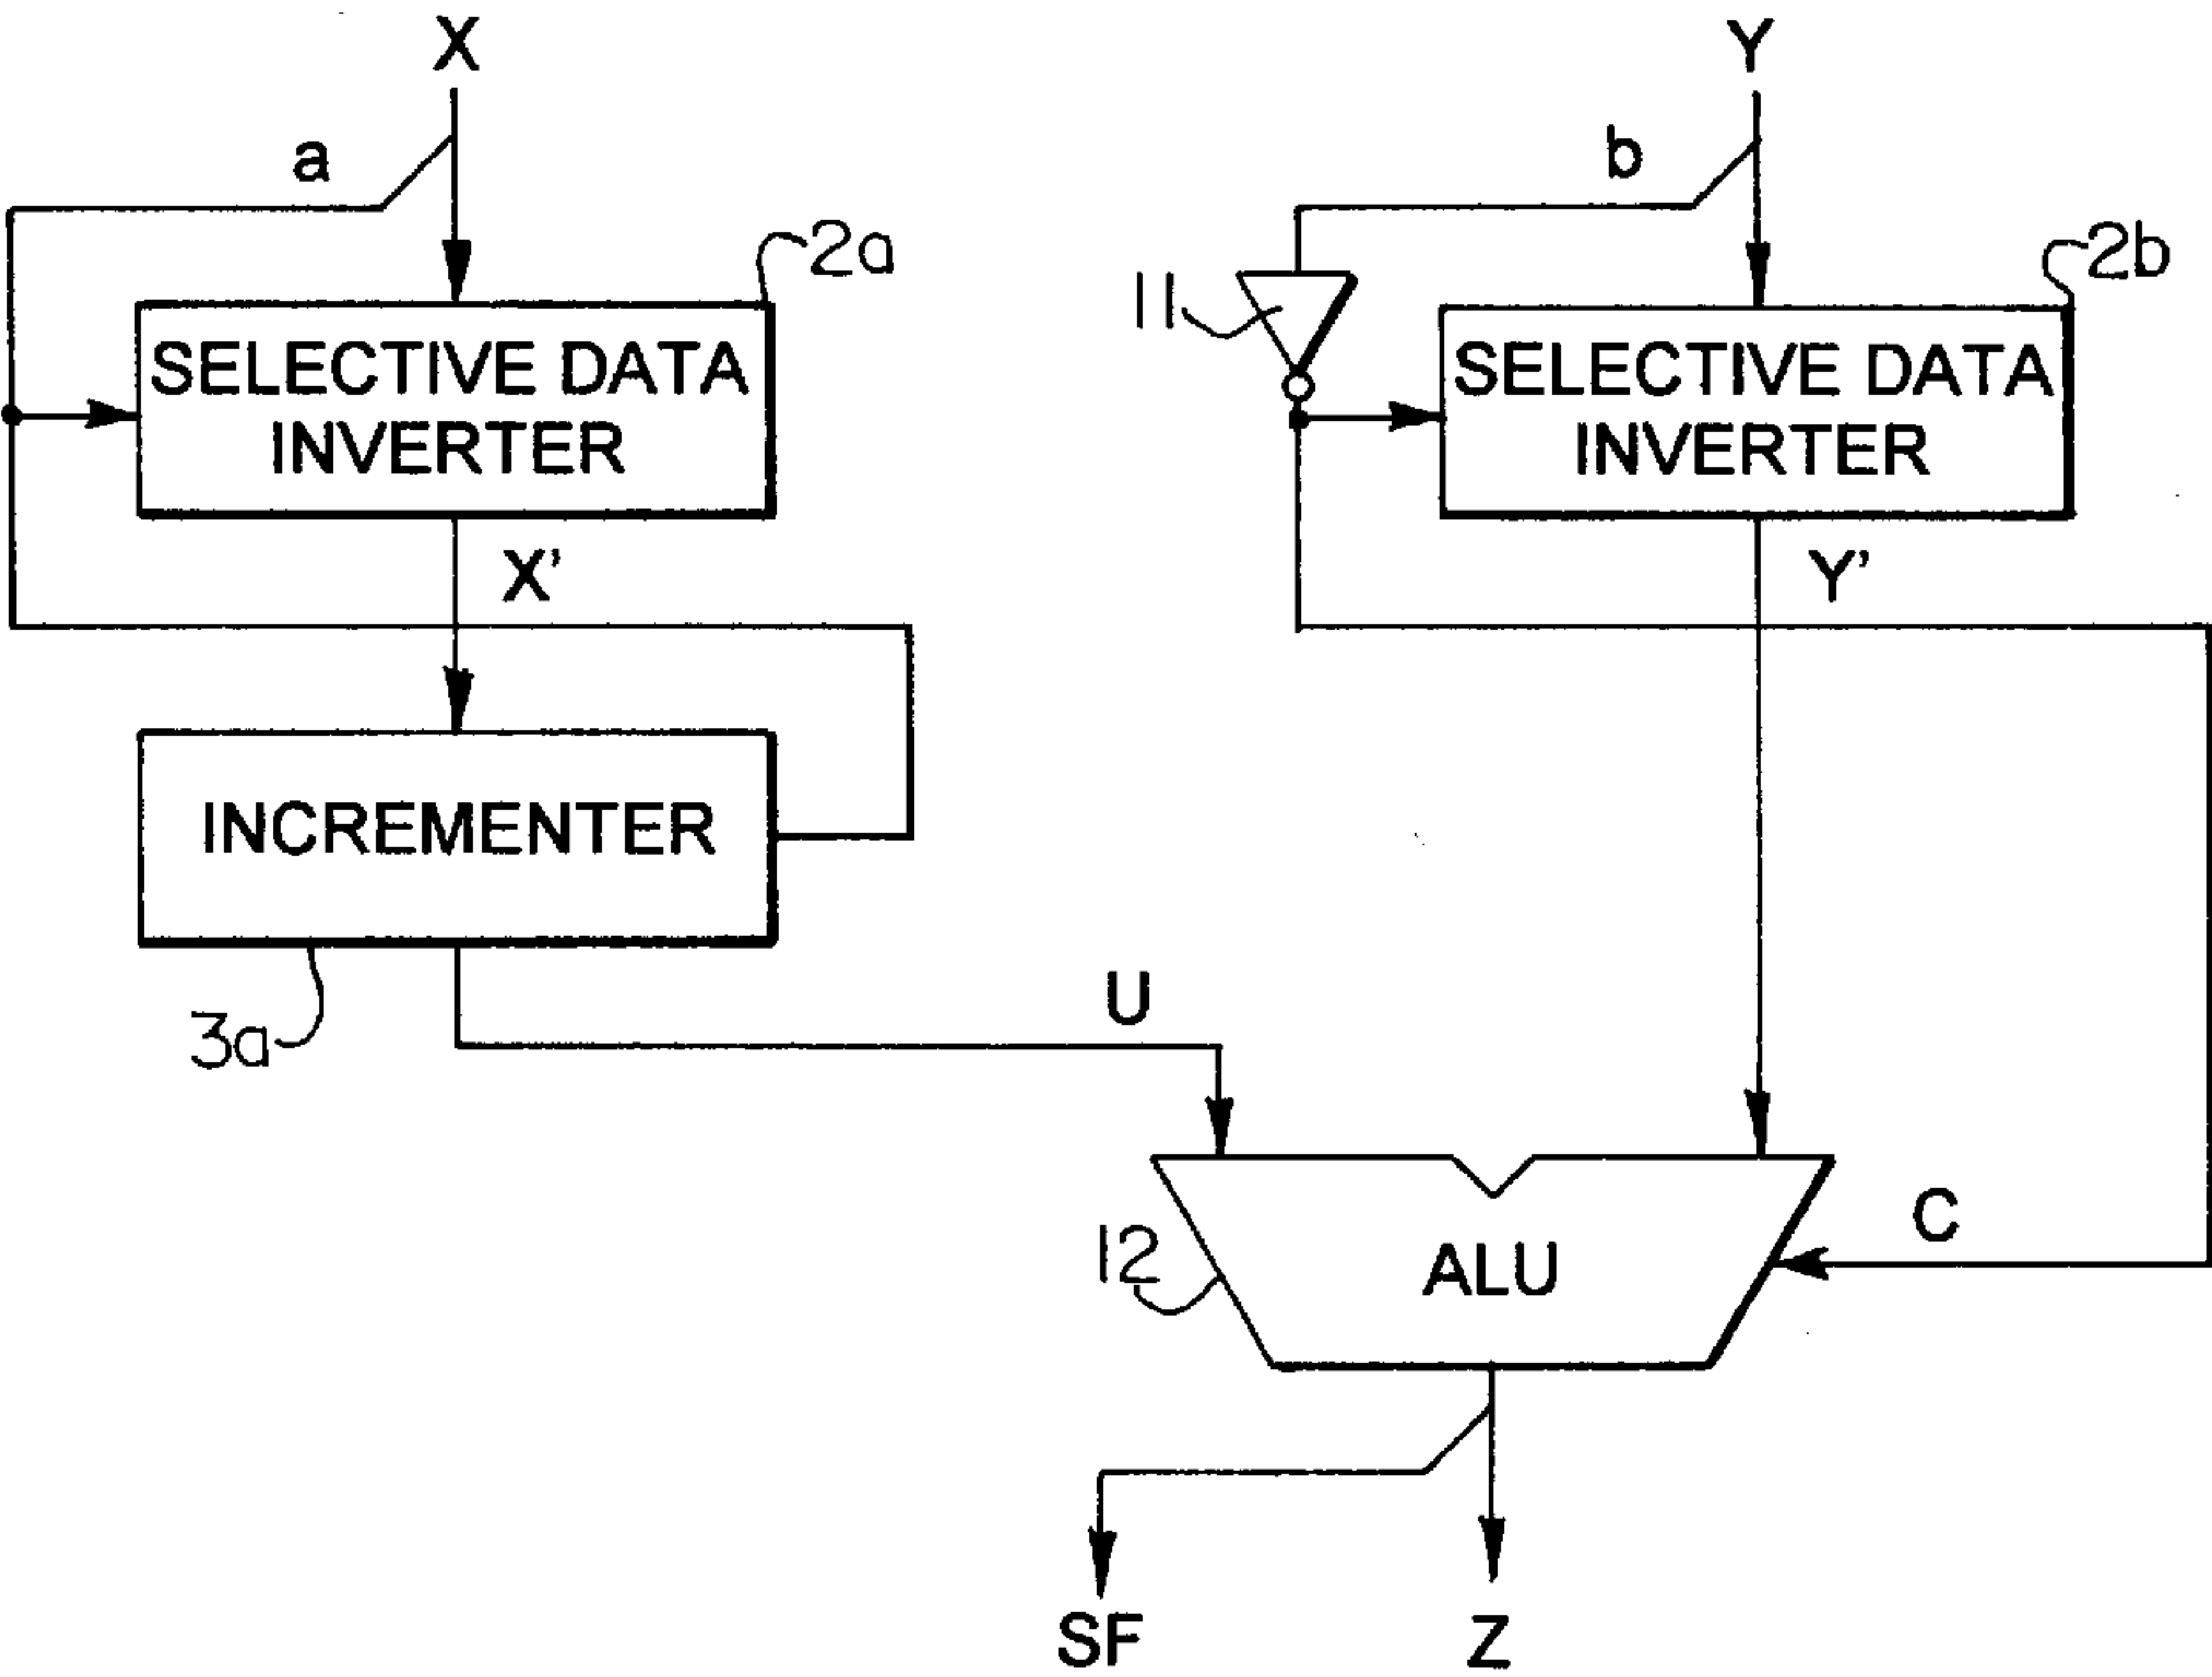 X
Y
a
b
2a
2b
11
SELECTIVE DATA
INVERTER
SELECTIVE DATA
INVERTER
X'
Y'
INCREMENTER
3a
U
C
12
ALU
SF
Z